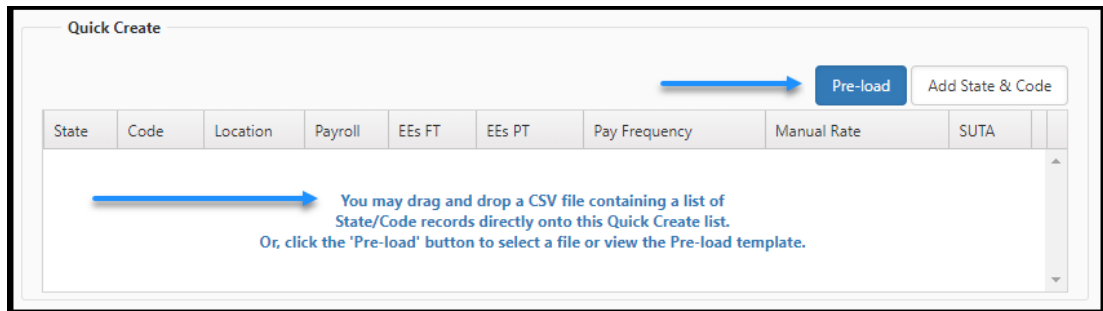 Quick Create
Pre-load
Add State & Code
State Code Location Payroll EEs FT EEs PT Pay Frequency Manual Rate SUTA
You may drag and drop a CSV file containing a list of
State/Code records directly onto this Quick Create list.
Or, click the 'Pre-load' button to select a file or view the Pre-load template.